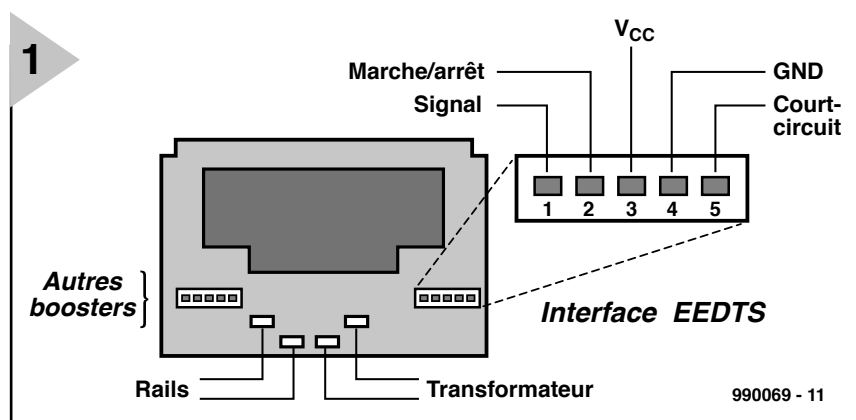 1
V_CC
Marche/arrêt
GND
Signal
Court-
circuit
1 2 3 4 5
Autres
boosters
Interface EEDTS
Rails
Transformateur
990069 - 11